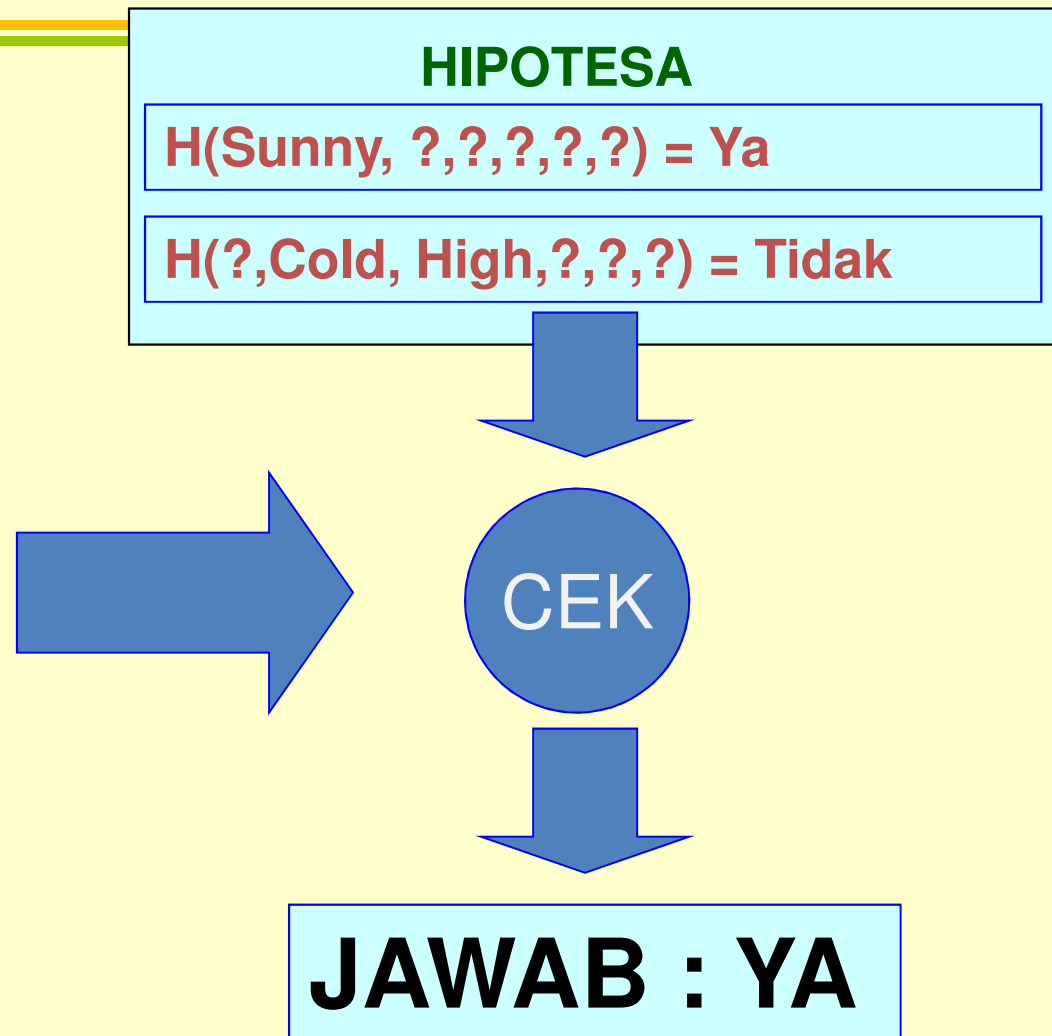 HIPOTESA
H(Sunny, ?,?,?,?,?) = Ya
H(?,Cold, High,?,?,?) = Tidak
CEK
JAWAB : YA